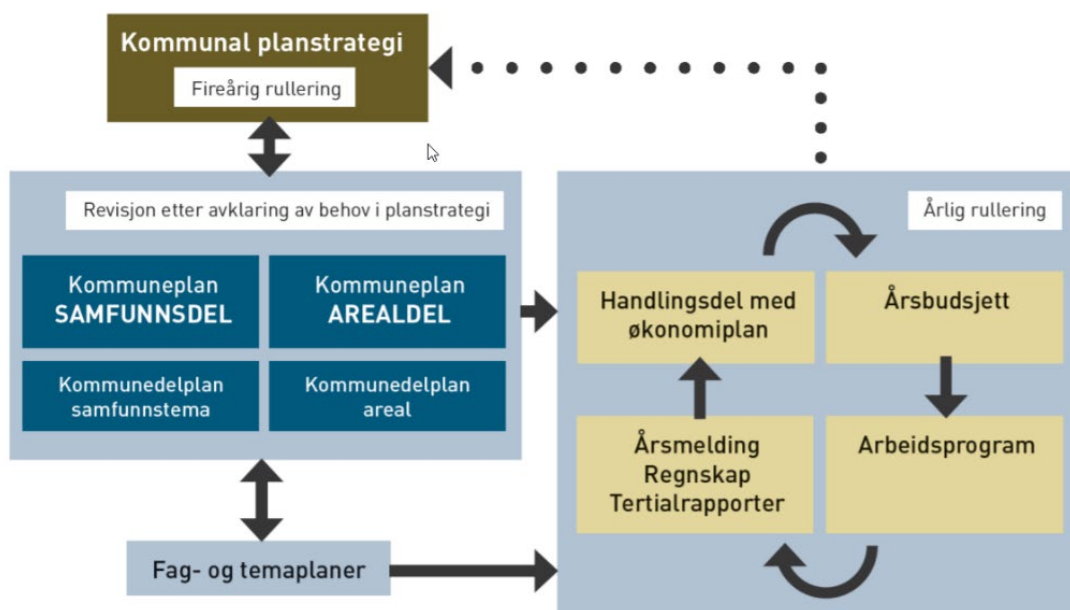 Kommunal planstrategi
Fireårig rullering
Revisjon etter avklaring av behov i planstrategi
Kommuneplan
SAMFUNNSDEL
Kommuneplan
AREALDEL
Kommunedelplan
samfunnstema
Kommunedelplan
areal
Fag- og temaplaner
Årlig rullering
Handlingsdel med
økonomiplan
Årsbudsjett
Årsmelding
Regnskap
Tertialrapporter
Arbeidsprogram